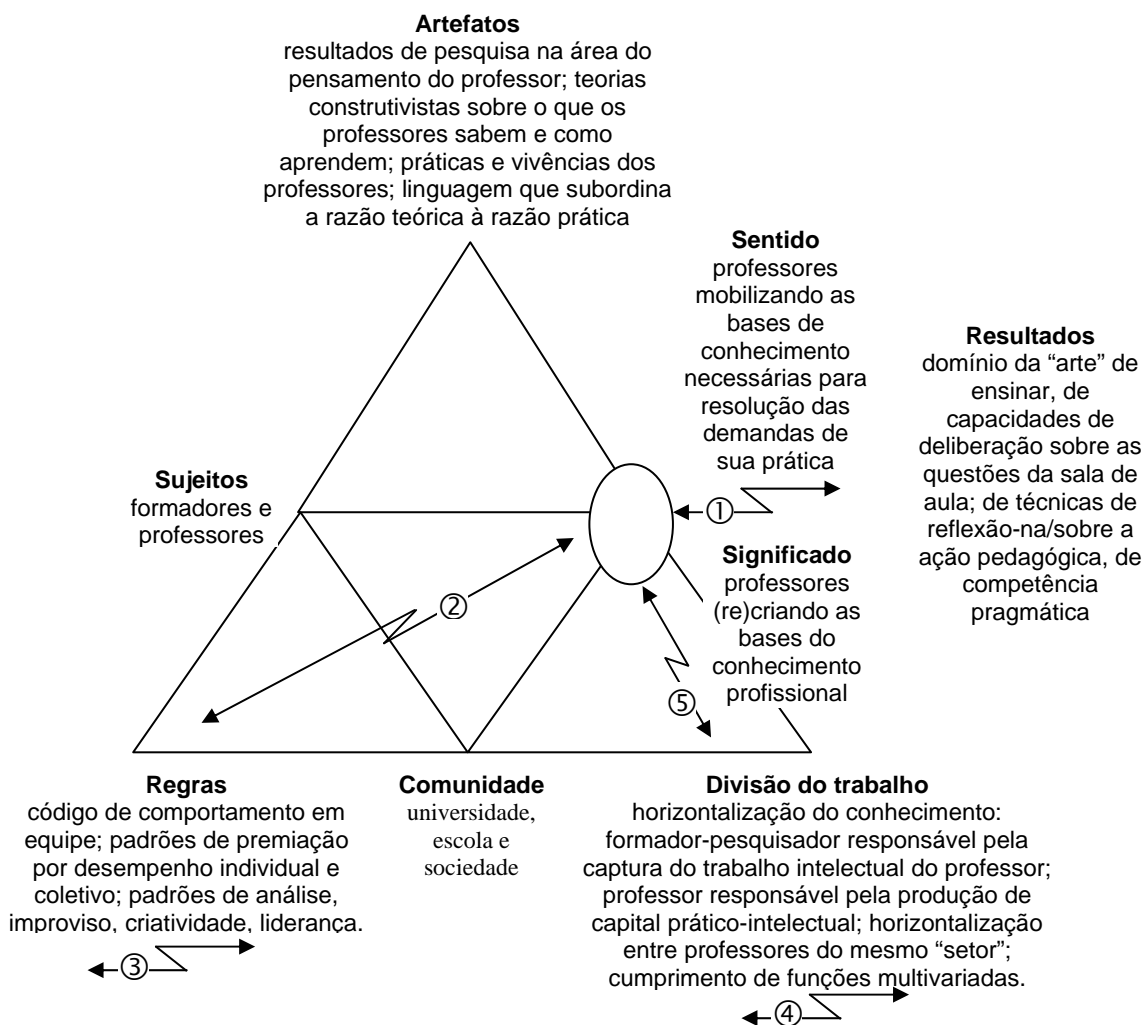 Artefatos
resultados de pesquisa na área do
pensamento do professor; teorias
construtivistas sobre o que os
professores sabem e como
aprendem; práticas e vivências dos
professores; linguagem que subordina
a razão teórica à razão prática
Sentido
professores
mobilizando as
bases de
conhecimento
necessárias para
resolução das
demandas de
sua prática
Resultados
domínio da “arte” de
ensinar, de
capacidades de
deliberação sobre as
questões da sala de
aula; de técnicas de
reflexão-na/sobre a
ação pedagógica, de
competência
pragmática
Sujeitos
formadores e
professores
①
Significado
professores
(re)criando as
bases do
conhecimento
profissional
②
⑤
Regras
código de comportamento em
equipe; padrões de premiação
por desempenho individual e
coletivo; padrões de análise,
improviso, criatividade, liderança.
③
Comunidade
universidade,
escola e
sociedade
Divisão do trabalho
horizontalização do conhecimento:
formador-pesquisador responsável pela
captura do trabalho intelectual do professor;
professor responsável pela produção de
capital prático-intelectual; horizontalização
entre professores do mesmo “setor”;
cumprimento de funções multivariadas.
④